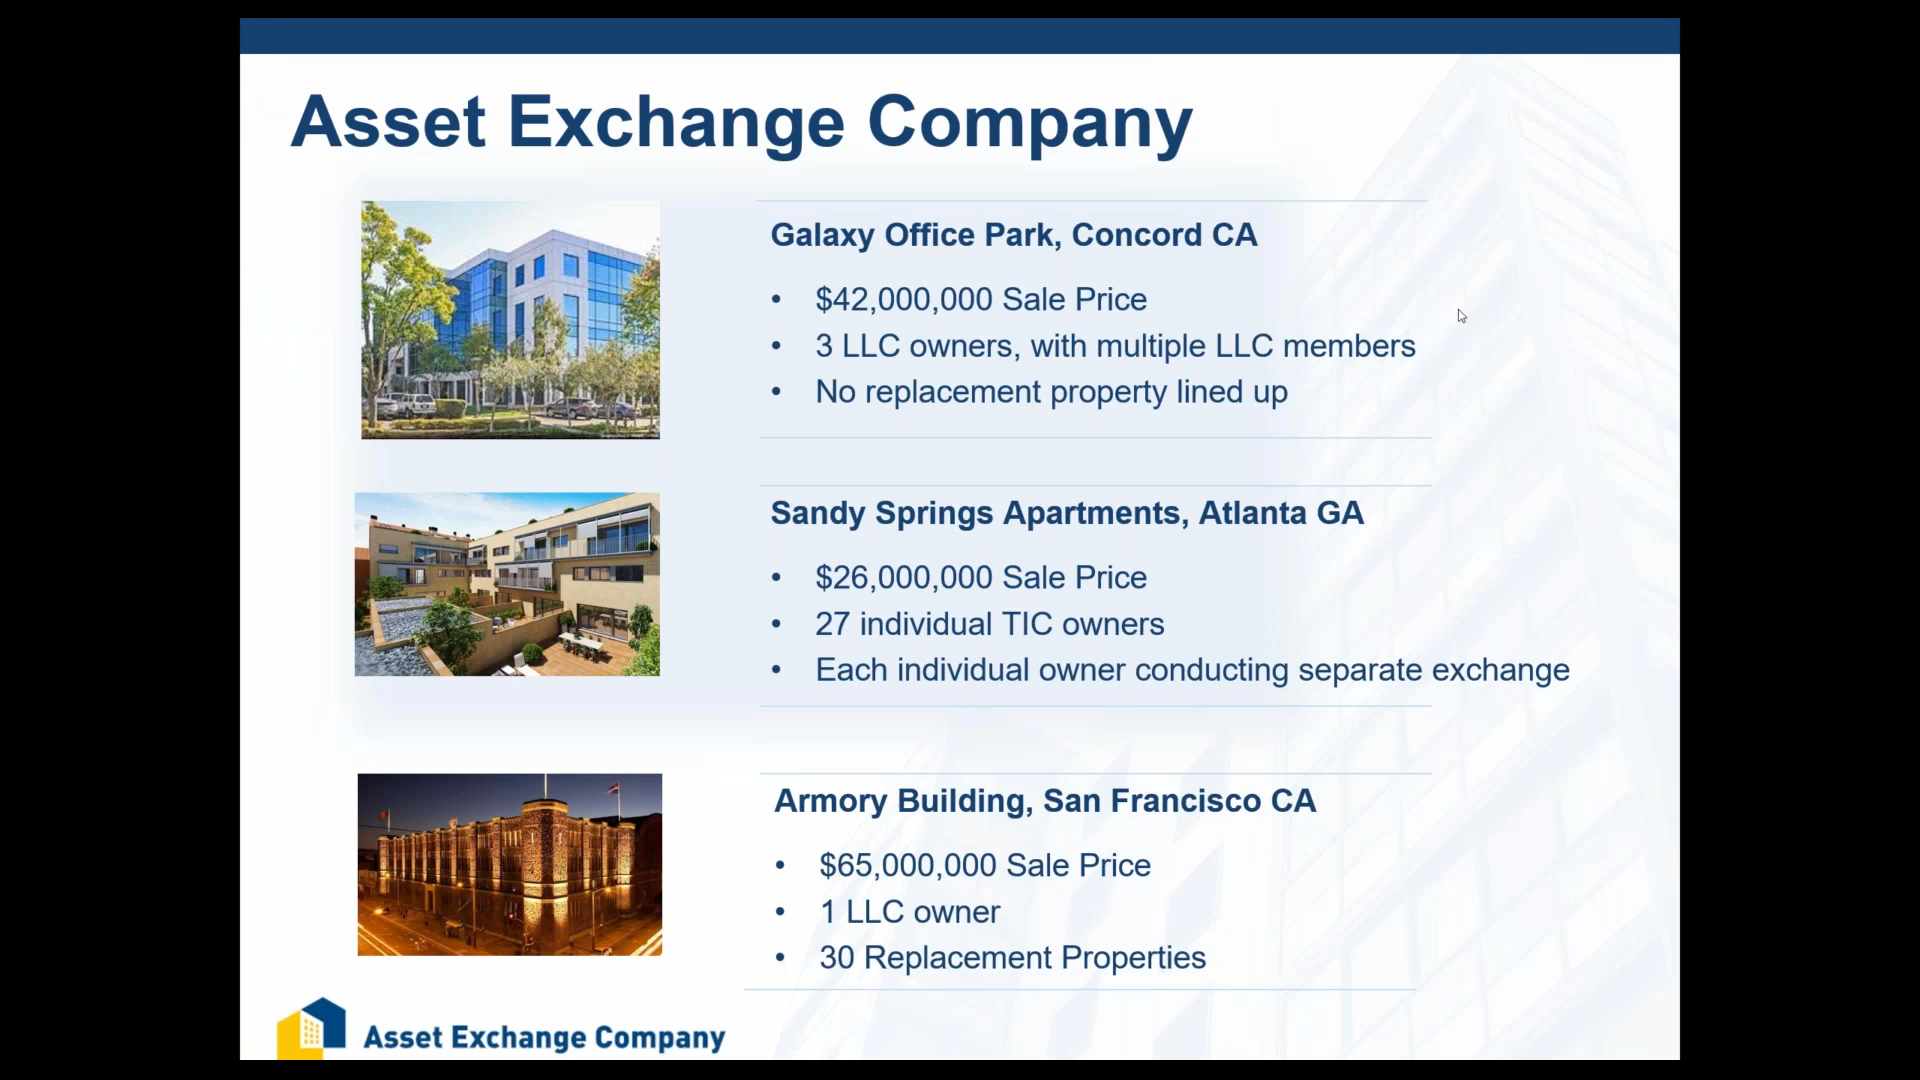 Asset Exchange Company
Galaxy Office Park, Concord CA
• $42,000,000 Sale Price
• 3 LLC owners, with multiple LLC members
• No replacement property lined up
Sandy Springs Apartments, Atlanta GA
• $26,000,000 Sale Price
• 27 individual TIC owners
• Each individual owner conducting separate exchange
Armory Building, San Francisco CA
• $65,000,000 Sale Price
• 1 LLC owner
• 30 Replacement Properties
Asset Exchange Company